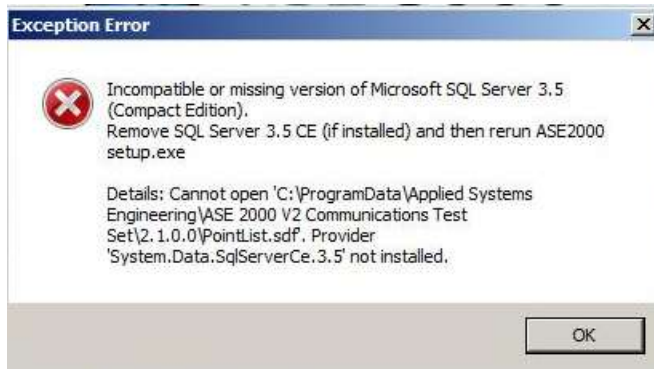 Exception Error
Incompatible or missing version of Microsoft SQL Server 3.5
(Compact Edition).
Remove SQL Server 3.5 CE (if installed) and then rerun ASE2000
setup.exe
Details: Cannot open 'C:\ProgramData\Applied Systems
Engineering\ASE 2000 V2 Communications Test
Set\2.1.0.0\PointList.sdf'. Provider
'System.Data.SqlServerCe.3.5' not installed.
OK